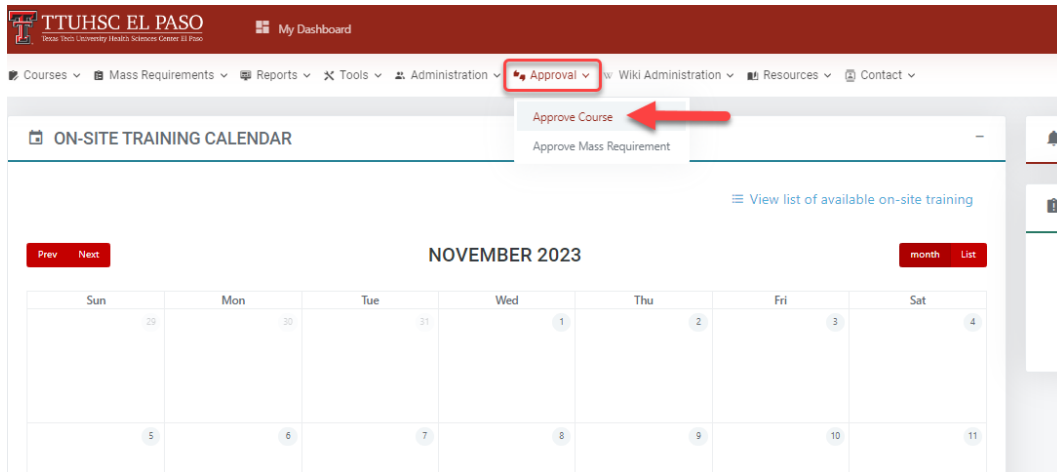 TTUHSC EL PASO
Texas Tech University Health Sciences Center El Paso
My Dashboard
Courses Mass Requirements Reports Tools Administration Approval Wiki Administration Resources Contact
Approve Course
Approve Mass Requirement
ON-SITE TRAINING CALENDAR
View list of available on-site training
Prev Next
NOVEMBER 2023
month List
Sun Mon Tue Wed Thu Fri Sat
29 30 31 1 2 3 4
5 6 7 8 9 10 11